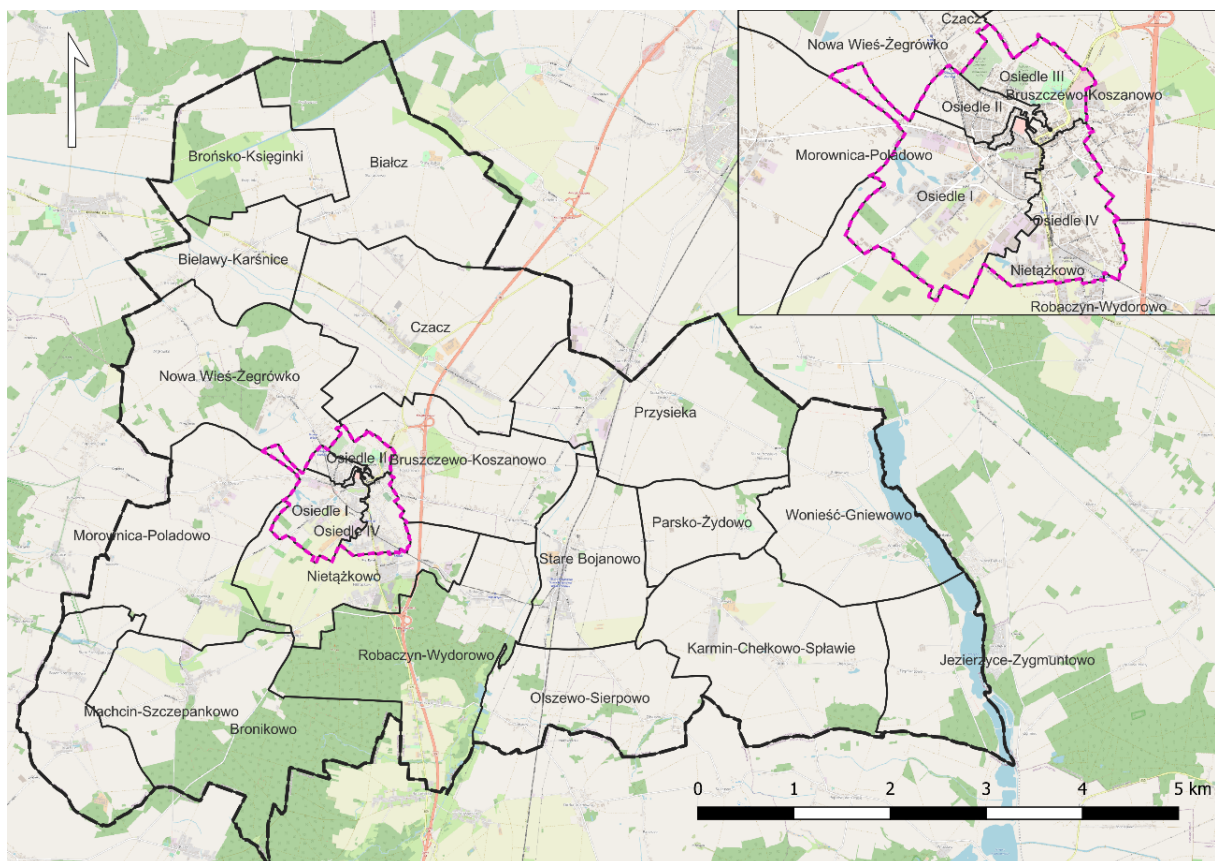 Czacz
Nowa Wieś-Żegrówko
Osiedle III
Bruszczewo-Koszanowo
Osiedle II
Morownica-Poladowo
Osiedle I
Osiedle IV
Nietążkowo
Robaczyn-Wydorowo
Brońsko-Księginki
Białcz
Bielawy-Karśnice
Czacz
Nowa Wieś-Żegrówko
Przysieka
Osiedle II
Bruszczewo-Koszanowo
Osiedle I
Parsko-Żydowo
Wonieść-Gniewowo
Morownica-Poladowo
Osiedle IV
Stare Bojanowo
Nietążkowo
Robaczyn-Wydorowo
Karmin-Chełkowo-Spławie
Jezierzyce-Zygmuntowo
Olszewo-Sierpowo
Machcin-Szczepankowo
Bronikowo
0 1 2 3 4 5 km